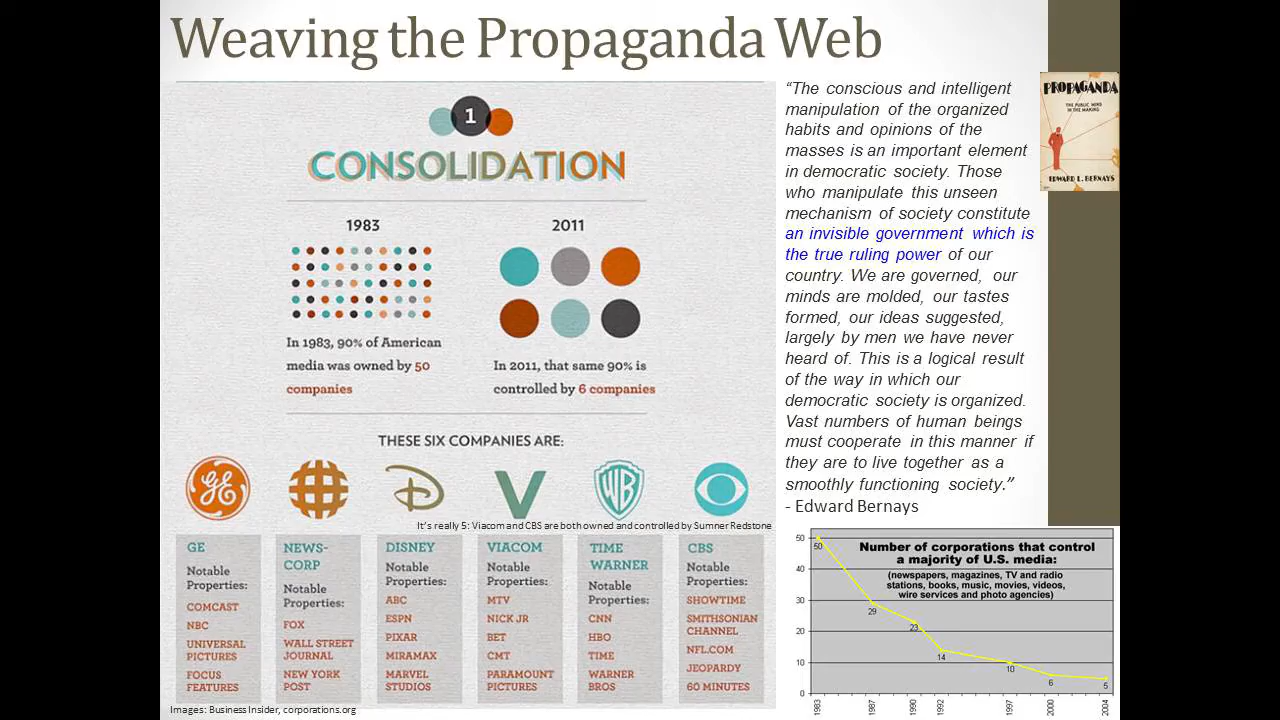 Weaving the Propaganda Web
1
CONSOLIDATION
1983
In 1983, 90% of American
media was owned by 50
companies
2011
In 2011, that same 90% is
controlled by 6 companies
THESE SIX COMPANIES ARE:
GE
D
V
WB
It's really 5: Viacom and CBS are both owned and controlled by Sumner Redstone
GE
Notable
Properties:
COMCAST
NBC
UNIVERSAL
PICTURES
FOCUS
FEATURES
NEWS-
CORP
Notable
Properties:
FOX
WALL STREET
JOURNAL
NEW YORK
POST
DISNEY
Notable
Properties:
ABC
ESPN
PIXAR
MIRAMAX
MARVEL
STUDIOS
VIACOM
Notable
Properties:
MTV
NICK JR
BET
CMT
PARAMOUNT
PICTURES
TIME
WARNER
Notable
Properties:
CNN
HBO
TIME
WARNER
BROS
CBS
Notable
Properties:
SHOWTIME
SMITHSONIAN
CHANNEL
NFL.COM
JEOPARDY
60 MINUTES
Images: Business Insider, corporations.org
“The conscious and intelligent
manipulation of the organized
habits and opinions of the
masses is an important element
in democratic society. Those
who manipulate this unseen
mechanism of society constitute
an invisible government which is
the true ruling power of our
country. We are governed, our
minds are molded, our tastes
formed, our ideas suggested,
largely by men we have never
heard of. This is a logical result
of the way in which our
democratic society is organized.
Vast numbers of human beings
must cooperate in this manner if
they are to live together as a
smoothly functioning society.”
- Edward Bernays
PROPAGANDA
THE PUBLIC MIND
IN THE MAKING
EDWARD L. BERNAYS
Number of corporations that control
a majority of U.S. media:
(newspapers, magazines, TV and radio
stations, books, music, movies, videos,
wire services and photo agencies)
50
40
30
20
10
0
50
29
23
14
10
6
5
1983
1987
1990
1992
1997
2000
2004